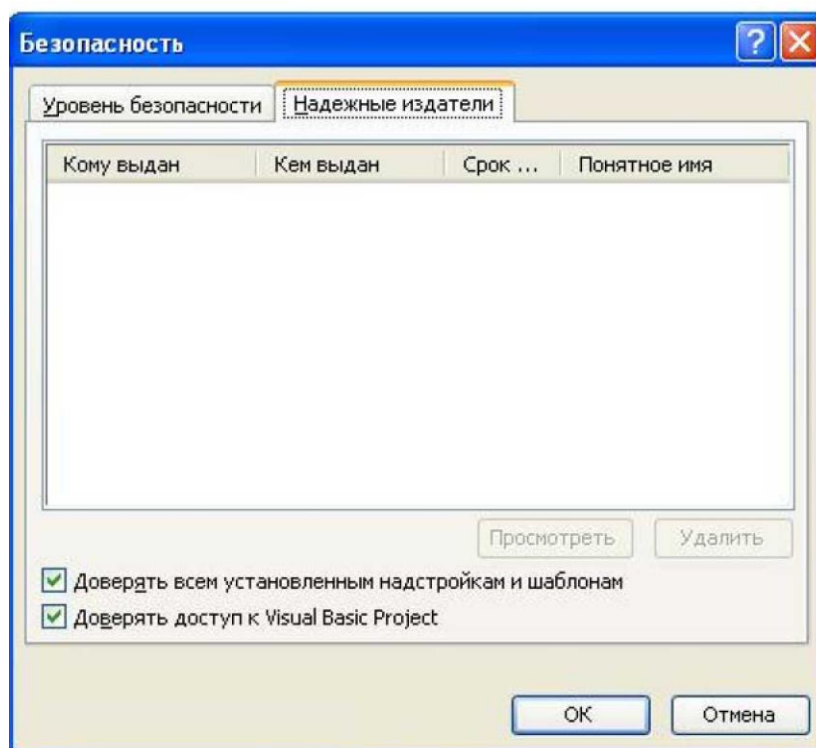 Безопасность
Уровень безопасности Надежные издатели
Кому выдан Кем выдан Срок ... Понятное имя
Просмотреть Удалить
Доверять всем установленным надстройкам и шаблонам
Доверять доступ к Visual Basic Project
ОК Отмена